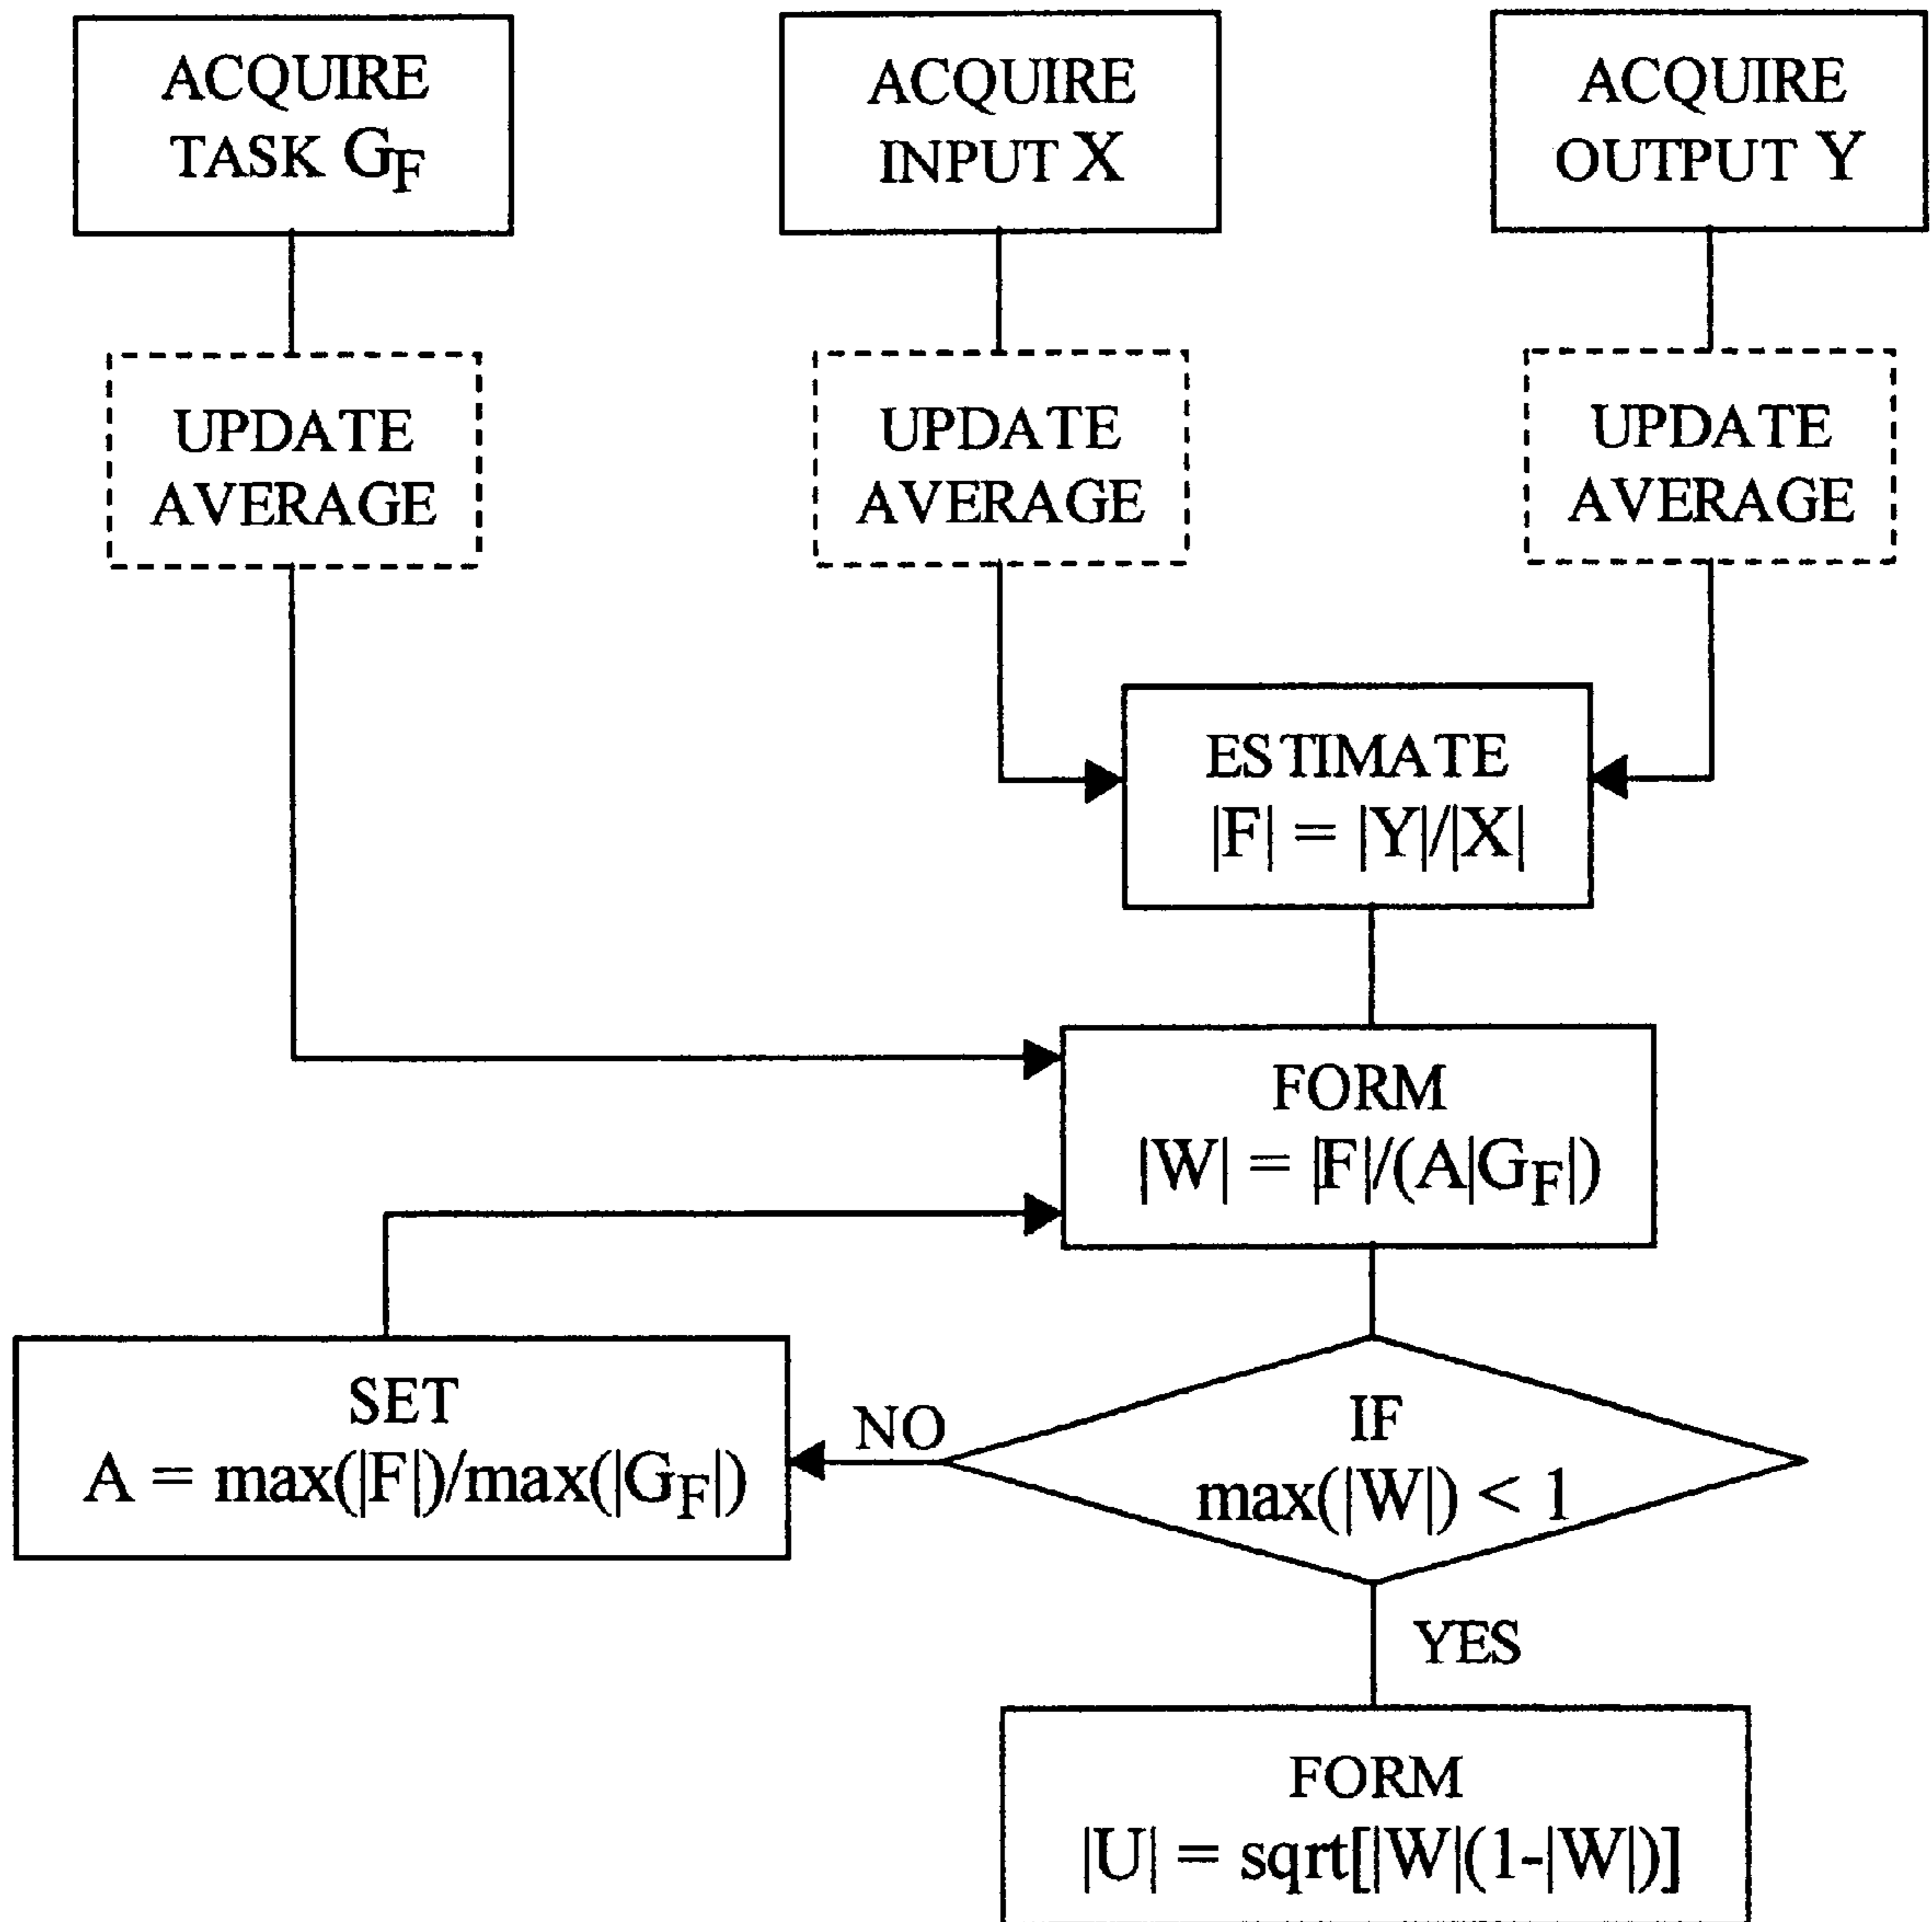 ACQUIRE
TASK GF
ACQUIRE
INPUT X
ACQUIRE
OUTPUT Y
UPDATE
AVERAGE
UPDATE
AVERAGE
UPDATE
AVERAGE
ESTIMATE
|F| = |Y|/|X|
FORM
|W| = |F|/(A|GF|)
SET
A = max(|F|)/max(|GF|)
NO
IF
max(|W|) < 1
YES
FORM
|U| = sqrt[|W|(1-|W|)]